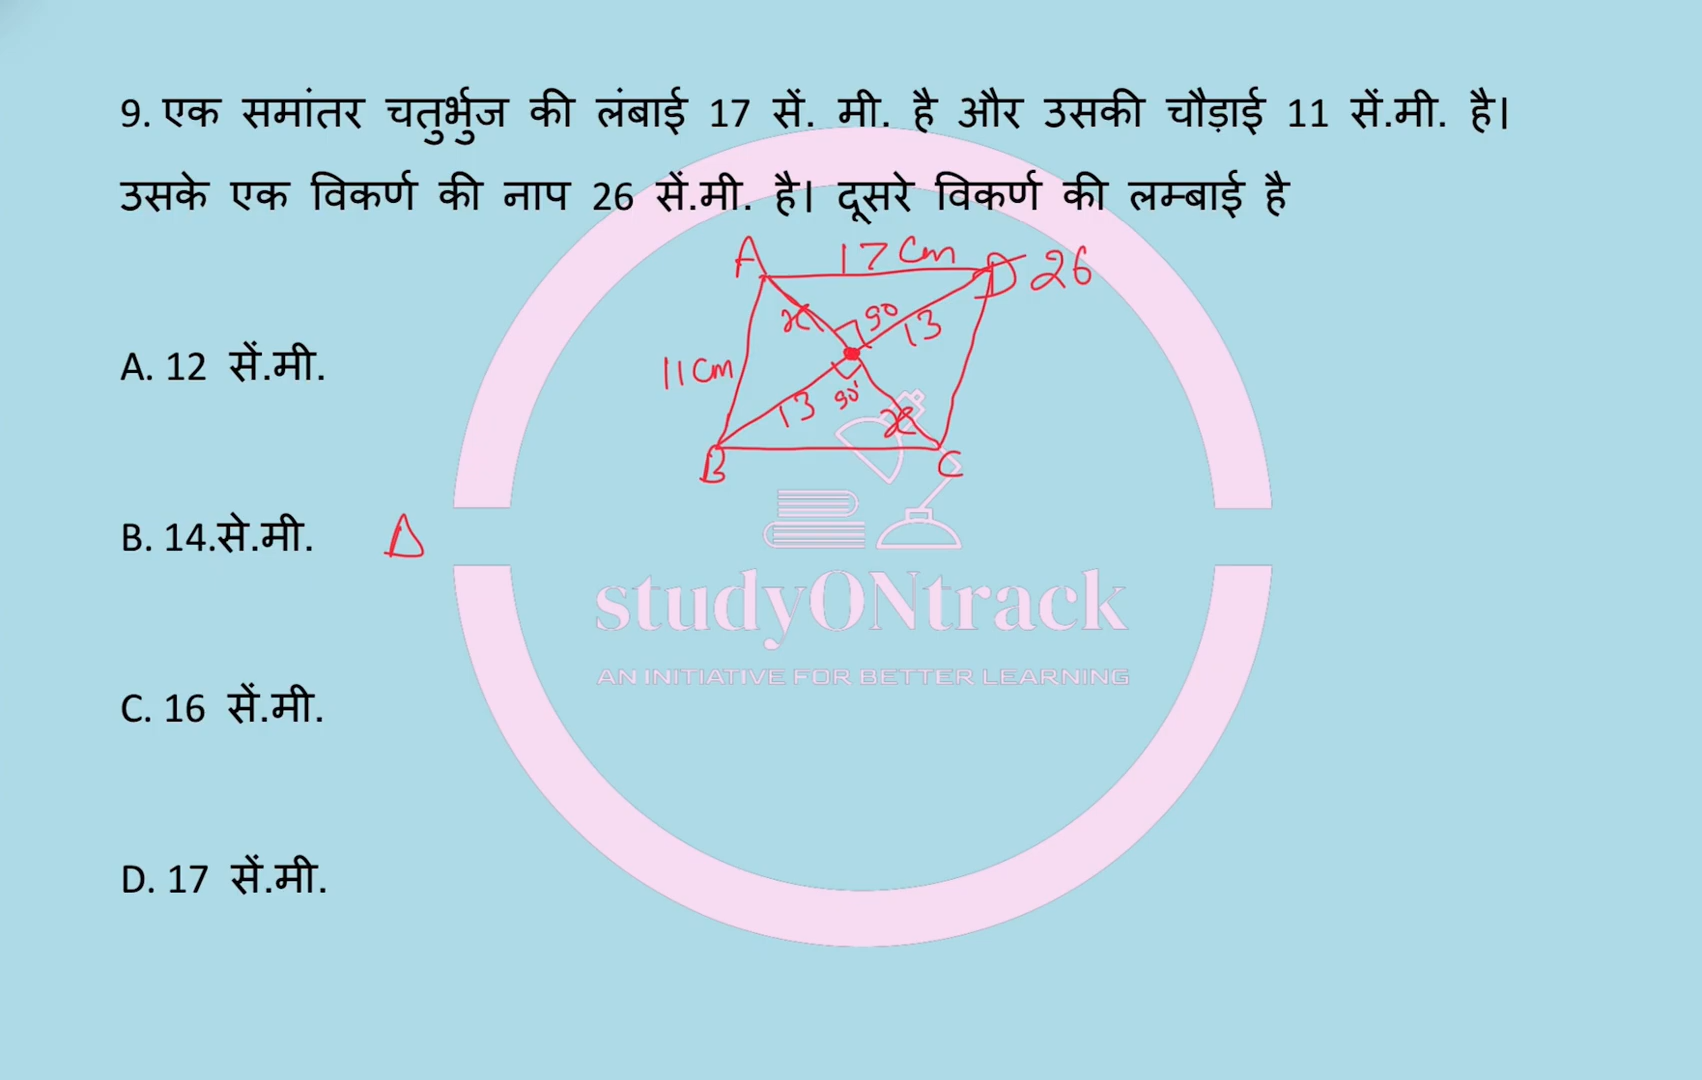 9. एक समांतर चतुर्भुज की लंबाई 17 सें. मी. है और उसकी चौड़ाई 11 सें.मी. है।
उसके एक विकर्ण की नाप 26 सें.मी. है। दूसरे विकर्ण की लम्बाई है
A 17 Cm D 26
x 90 13
11 Cm
13 90° x
B C
A. 12 सें.मी.
B. 14.से.मी. Δ
C. 16 सें.मी.
D. 17 सें.मी.
studyONtrack
AN INITIATIVE FOR BETTER LEARNING